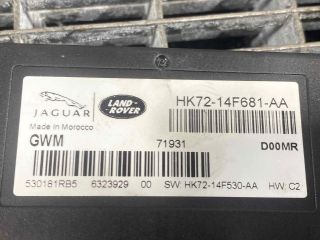 JAGUAR
LAND-
ROVER
HK72-14F681-AA
Made in Morocco
GWM 71931 D00MR
530181RB5 6323929 00 SW: HK72-14F530-AA HW: C2